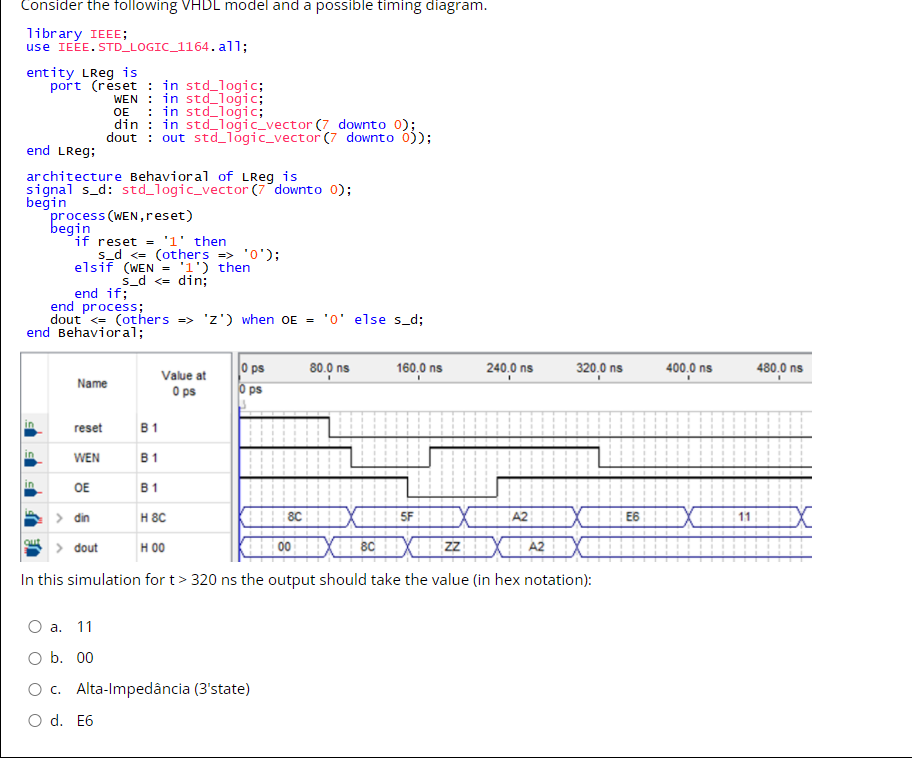 Consider the following VHDL model and a possible timing diagram.
library IEEE;
use IEEE.STD_LOGIC_1164.all;
entity LReg is
port (reset : in std_logic;
WEN : in std_logic;
OE : in std_logic;
din : in std_logic_vector(7 downto 0);
dout : out std_logic_vector(7 downto 0));
end LReg;
architecture Behavioral of LReg is
signal s_d: std_logic_vector(7 downto 0);
begin
process(WEN,reset)
begin
if reset = '1' then
s_d <= (others => '0');
elsif (WEN = '1') then
s_d <= din;
end if;
end process;
dout <= (others => 'Z') when OE = '0' else s_d;
end Behavioral;
Name Value at 0 ps 0 ps 80.0 ns 160.0 ns 240.0 ns 320.0 ns 400.0 ns 480.0 ns
0 ps
in reset B 1
in WEN B 1
in OE B 1
in > din H 8C 8C 5F A2 E6 11
out > dout H 00 00 8C ZZ A2
In this simulation for t > 320 ns the output should take the value (in hex notation):
a. 11
b. 00
c. Alta-Impedância (3'state)
d. E6